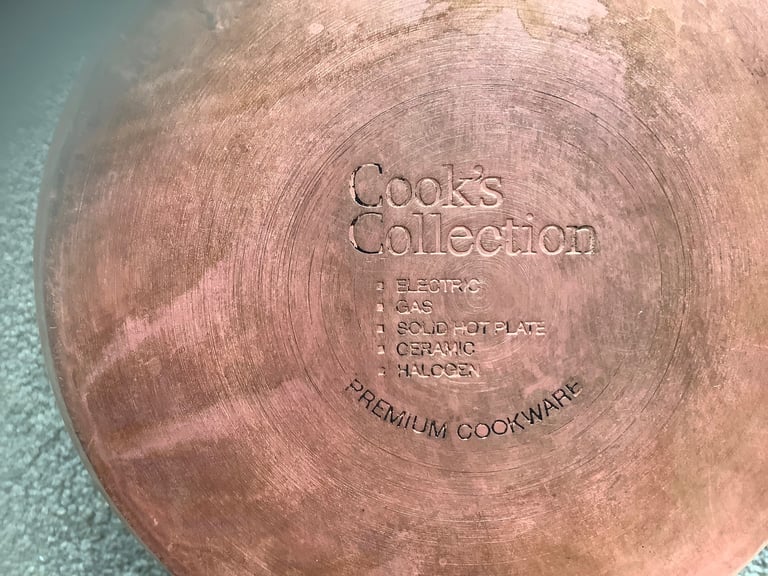 Cook's
Collection
ELECTRIC
GAS
SOLID HOT PLATE
CERAMIC
HALOGEN
PREMIUM COOKWARE